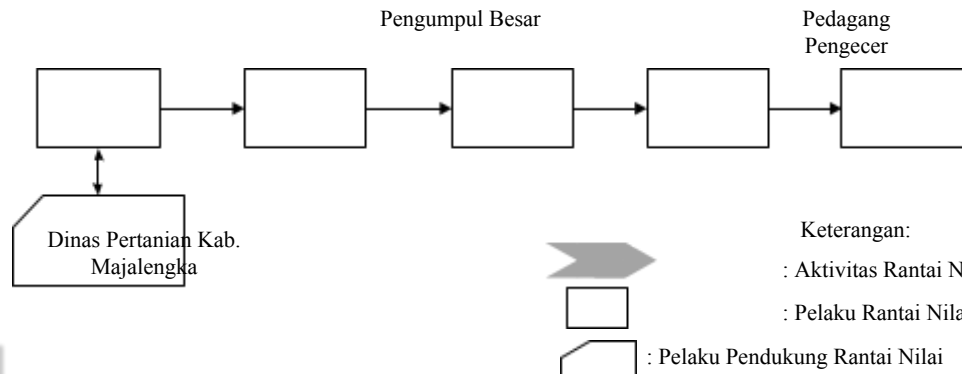 Pengumpul Besar
Pedagang
Pengecer
Dinas Pertanian Kab.
Majalengka
Keterangan:
: Aktivitas Rantai N
: Pelaku Rantai Nila
: Pelaku Pendukung Rantai Nilai